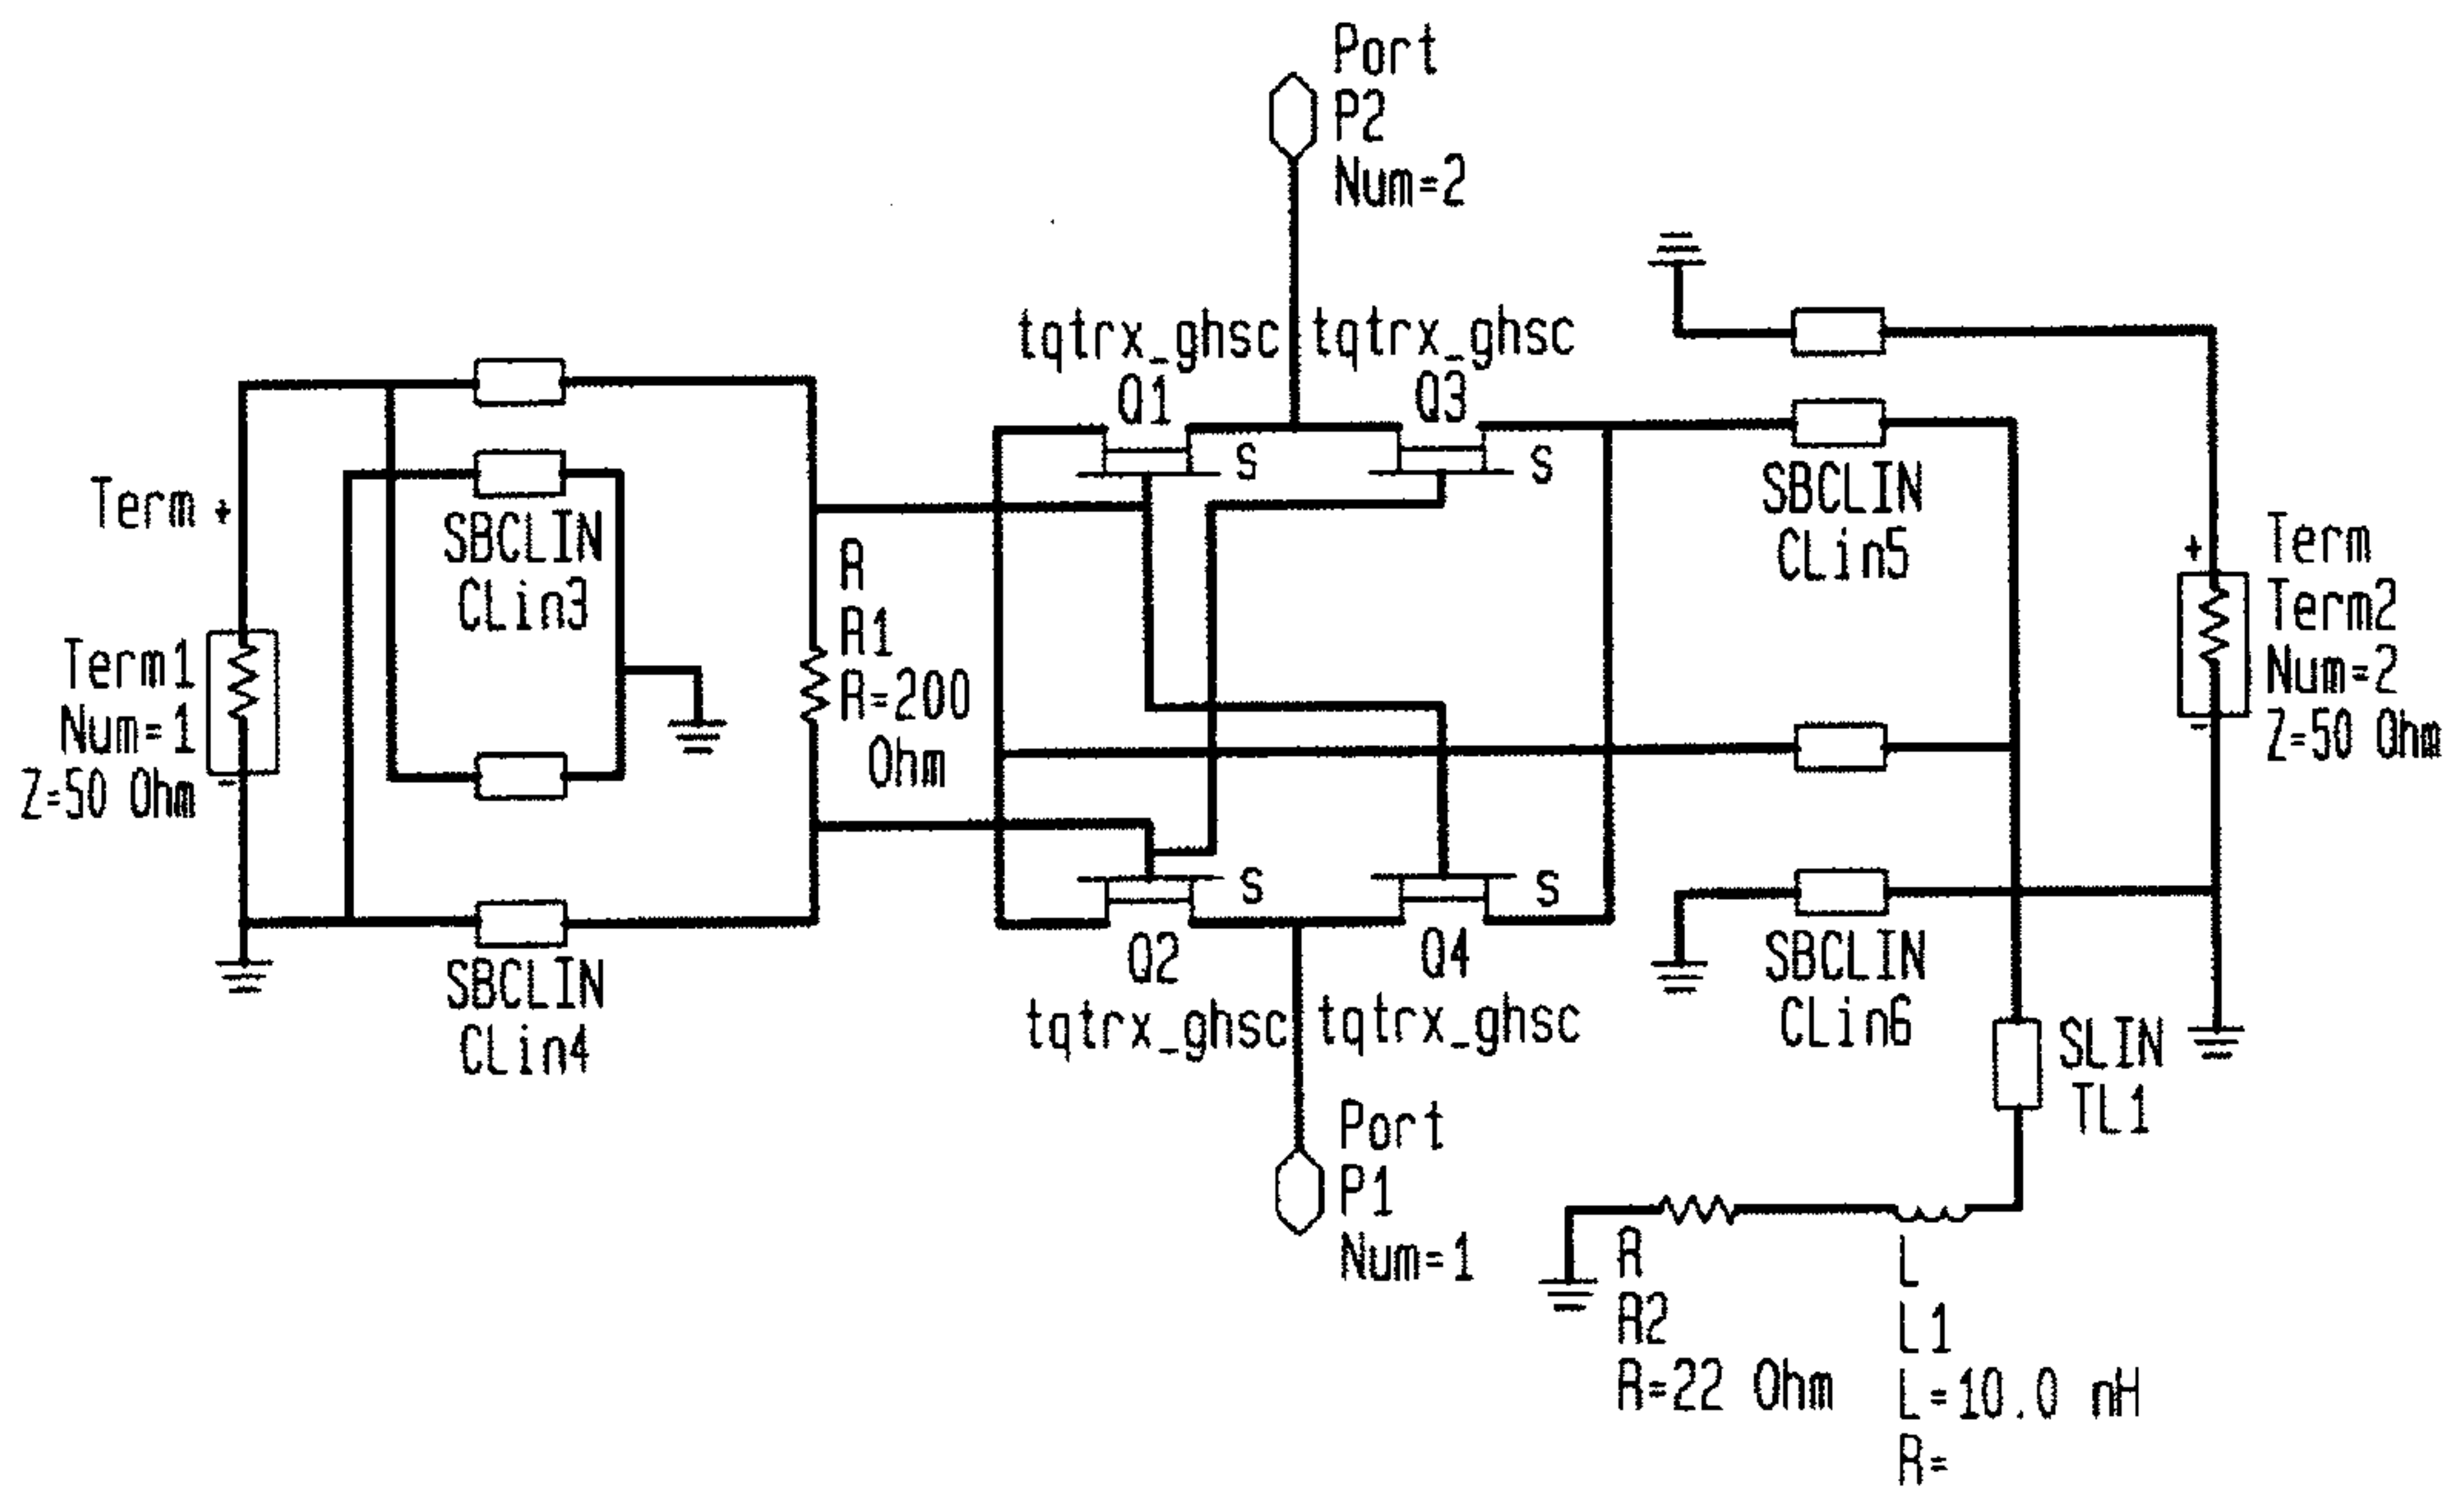 Port
P2
Num=2
tqtrx_ghsc
Q1
S
tqtrx_ghsc
Q3
S
Term +
Term1
Num=1
Z=50 Ohm
-
SBCLIN
CLin3
SBCLIN
CLin4
R
R1
R=200
Ohm
S
Q2
tqtrx_ghsc
S
Q4
tqtrx_ghsc
Port
P1
Num=1
SBCLIN
CLin5
SBCLIN
CLin6
+
Term
Term2
Num=2
Z=50 Ohm
-
SLIN
TL1
R
R2
R=22 Ohm
L
L1
L=10.0 nH
R=